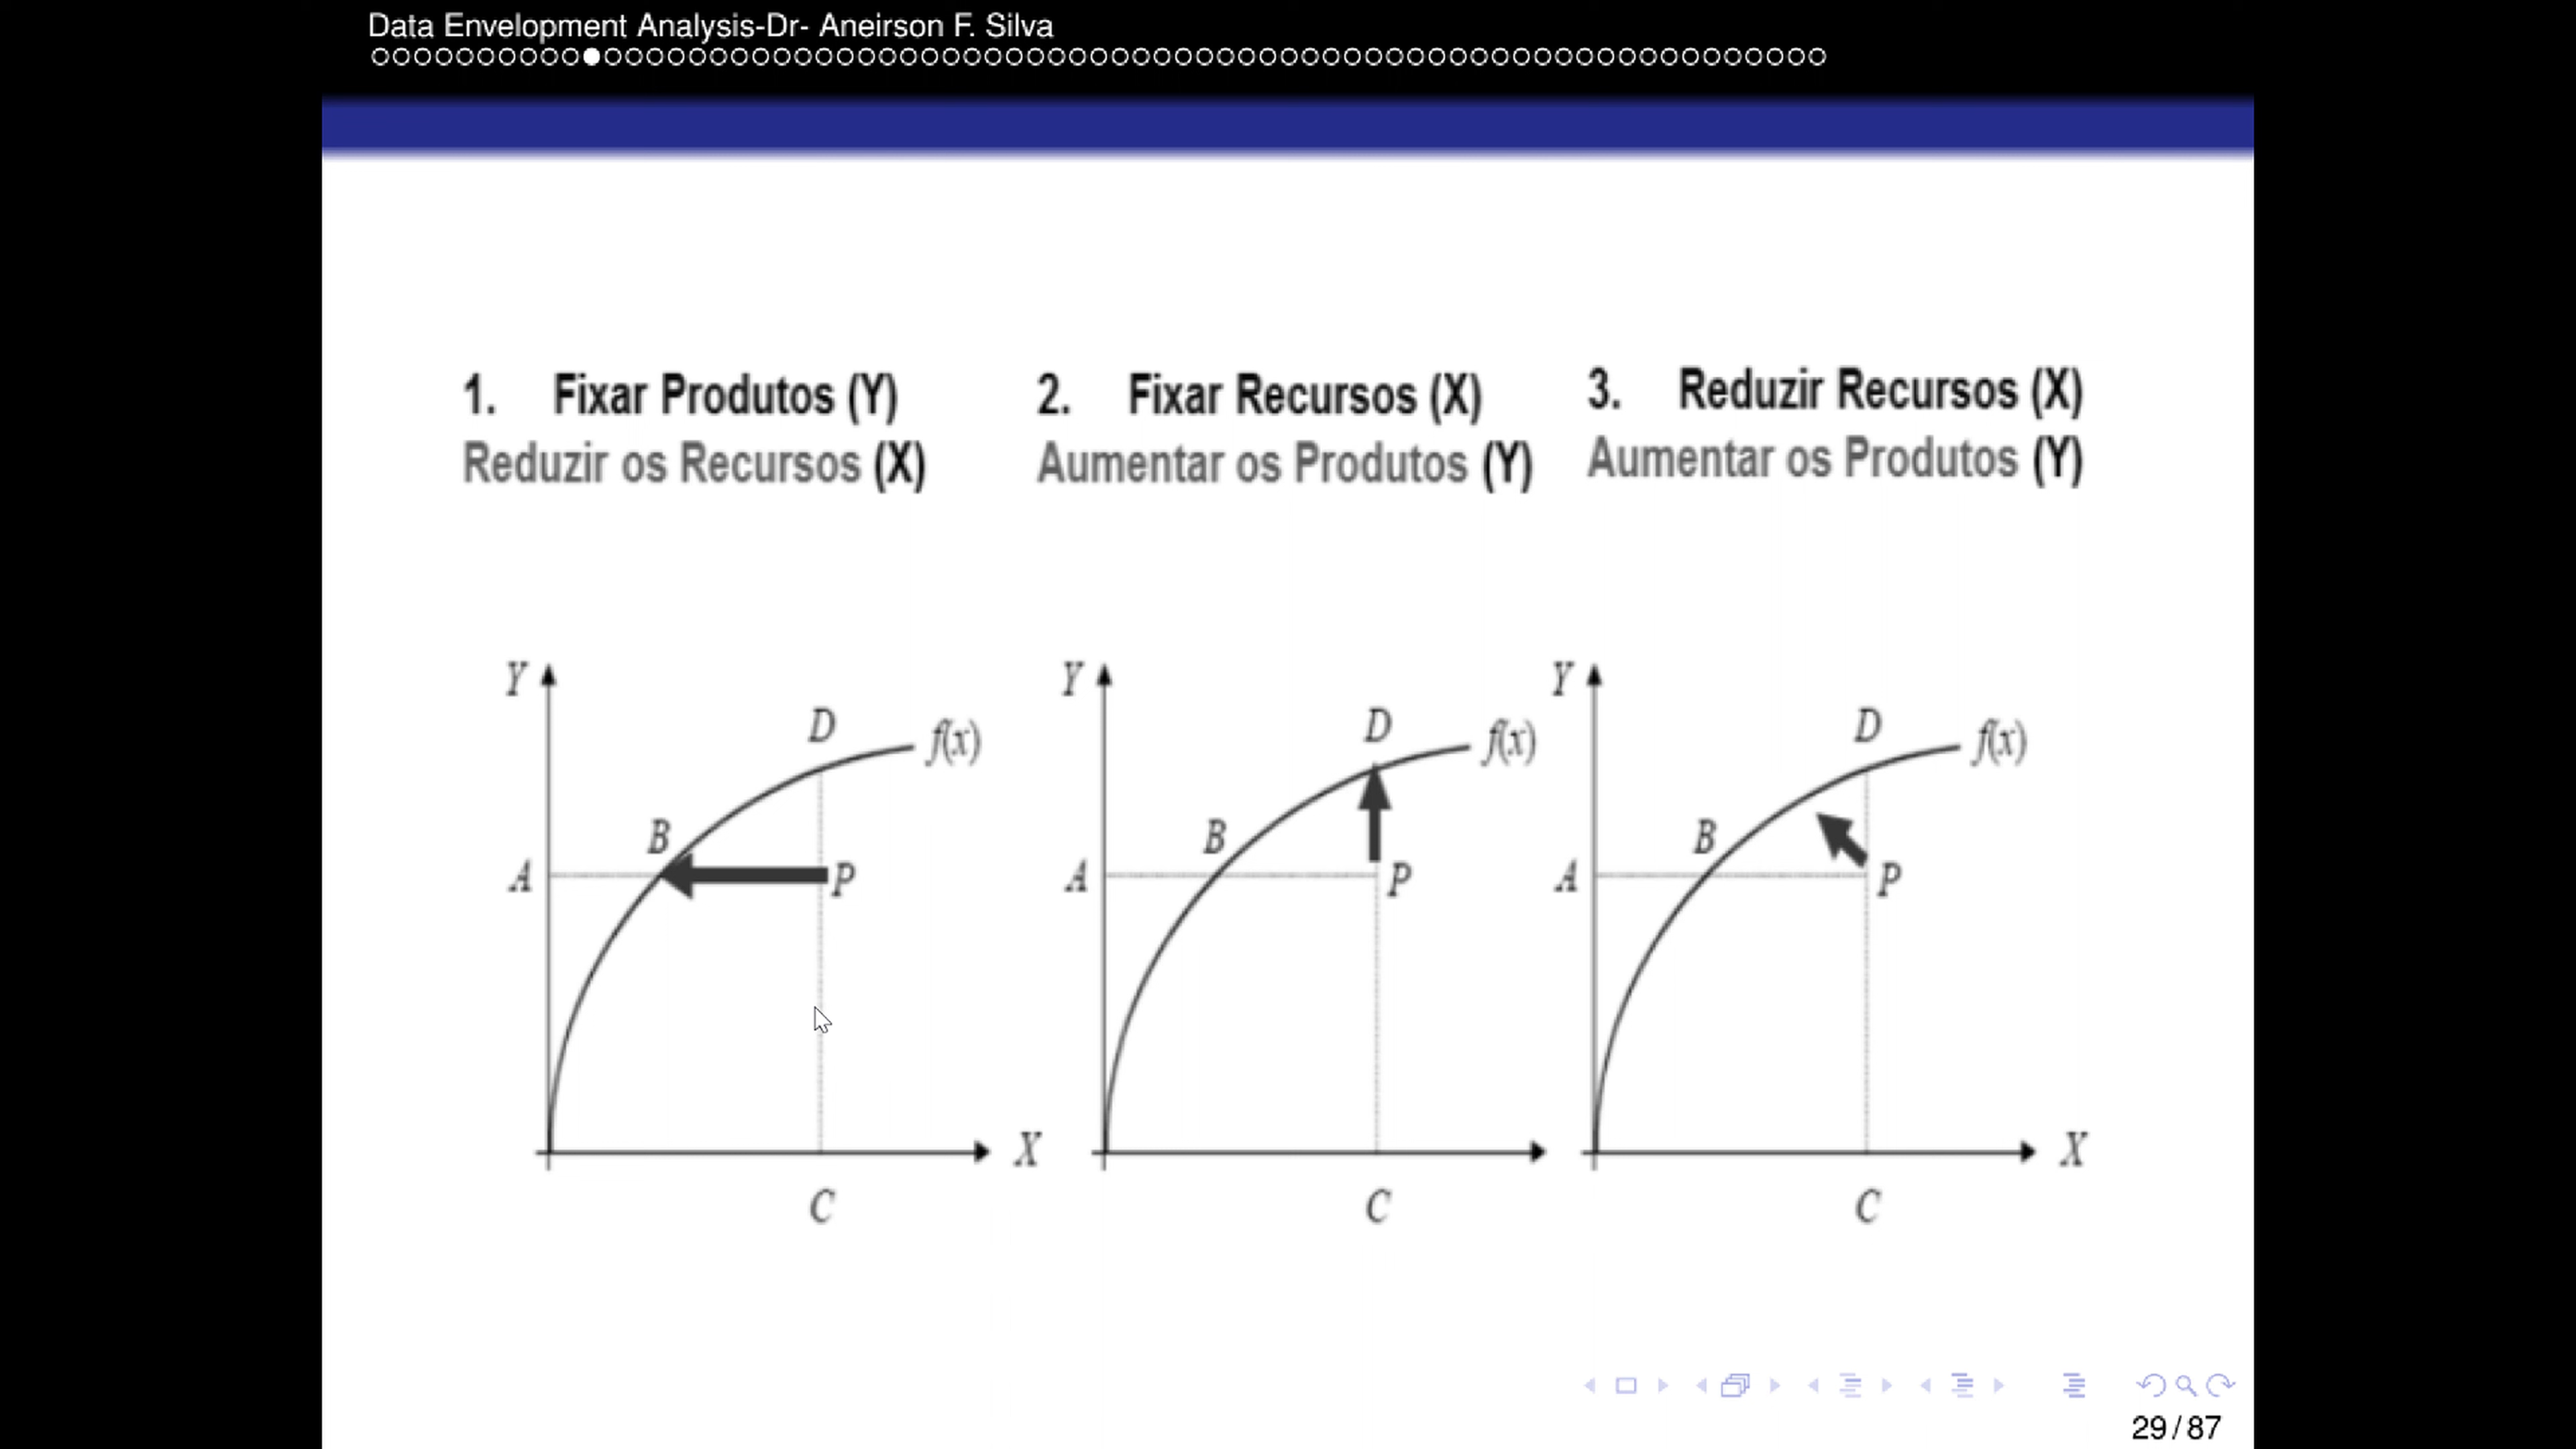 Data Envelopment Analysis-Dr- Aneirson F. Silva
1. Fixar Produtos (Y)
Reduzir os Recursos (X)
2. Fixar Recursos (X)
Aumentar os Produtos (Y)
3. Reduzir Recursos (X)
Aumentar os Produtos (Y)
Y
D
f(x)
B
A
P
X
C
Y
D
f(x)
B
A
P
C
Y
D
f(x)
B
A
P
X
C
29 / 87